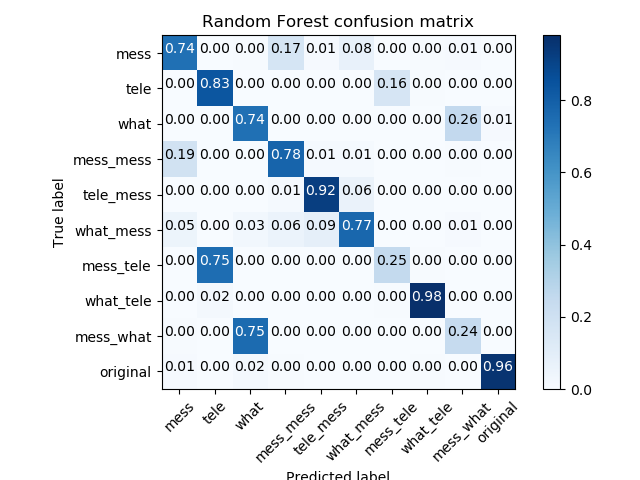 Random Forest confusion matrix
True label
mess 0.74 0.00 0.00 0.17 0.01 0.08 0.00 0.00 0.01 0.00
tele 0.00 0.83 0.00 0.00 0.00 0.00 0.16 0.00 0.00 0.00
what 0.00 0.00 0.74 0.00 0.00 0.00 0.00 0.00 0.26 0.01
mess_mess 0.19 0.00 0.00 0.78 0.01 0.01 0.00 0.00 0.00 0.00
tele_mess 0.00 0.00 0.00 0.01 0.92 0.06 0.00 0.00 0.00 0.00
what_mess 0.05 0.00 0.03 0.06 0.09 0.77 0.00 0.00 0.01 0.00
mess_tele 0.00 0.75 0.00 0.00 0.00 0.00 0.25 0.00 0.00 0.00
what_tele 0.00 0.02 0.00 0.00 0.00 0.00 0.00 0.98 0.00 0.00
mess_what 0.00 0.00 0.75 0.00 0.00 0.00 0.00 0.00 0.24 0.00
original 0.01 0.00 0.02 0.00 0.00 0.00 0.00 0.00 0.00 0.96
mess tele what mess_mess tele_mess what_mess mess_tele what_tele mess_what original
Predicted label
0.8
0.6
0.4
0.2
0.0